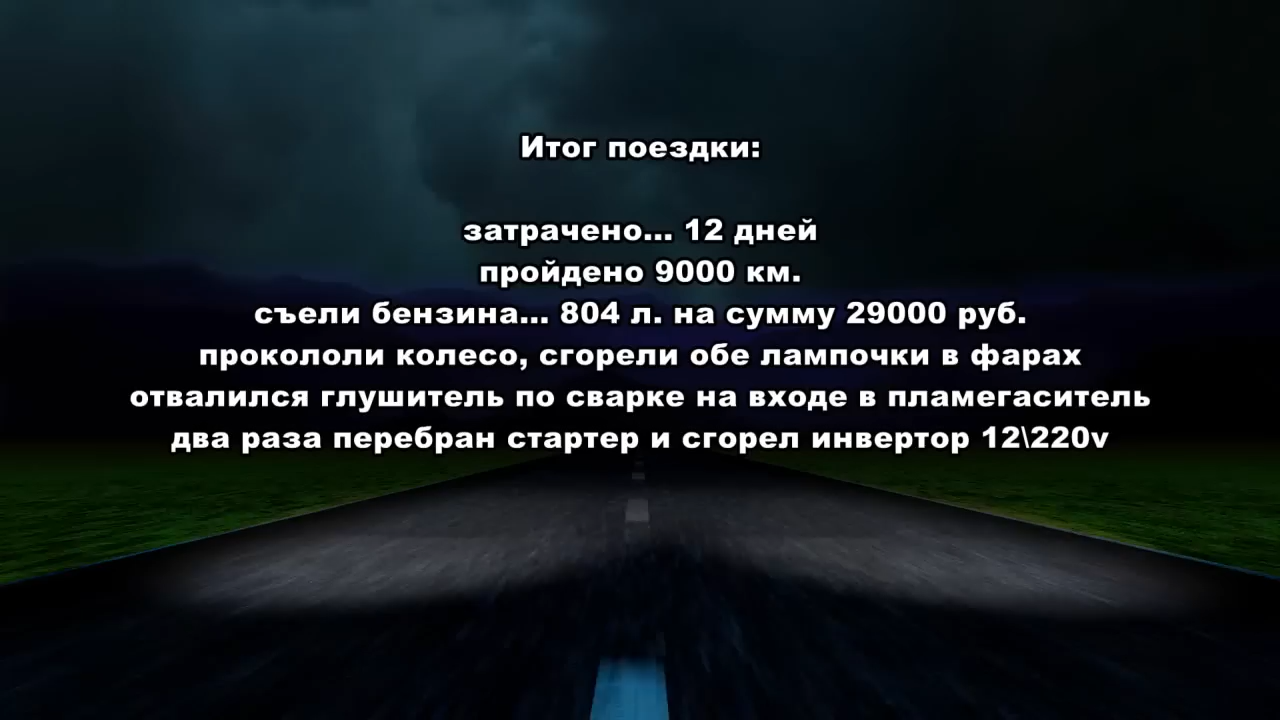 Итог поездки:
затрачено... 12 дней
пройдено 9000 км.
съели бензина... 804 л. на сумму 29000 руб.
прокололи колесо, сгорели обе лампочки в фарах
отвалился глушитель по сварке на входе в пламегаситель
два раза перебран стартер и сгорел инвертор 12\220v